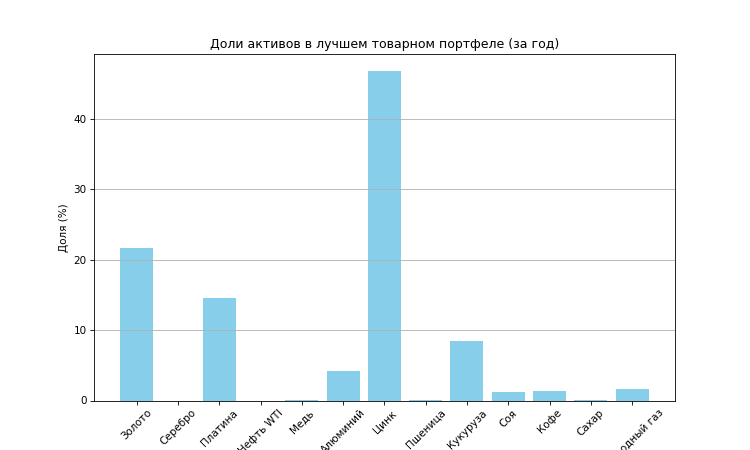 Доли активов в лучшем товарном портфеле (за год)
Доля (%)
40
30
20
10
0
Золото
Серебро
Платина
Нефть WTI
Медь
Алюминий
Цинк
Пшеница
Кукуруза
Соя
Кофе
Сахар
одный газ